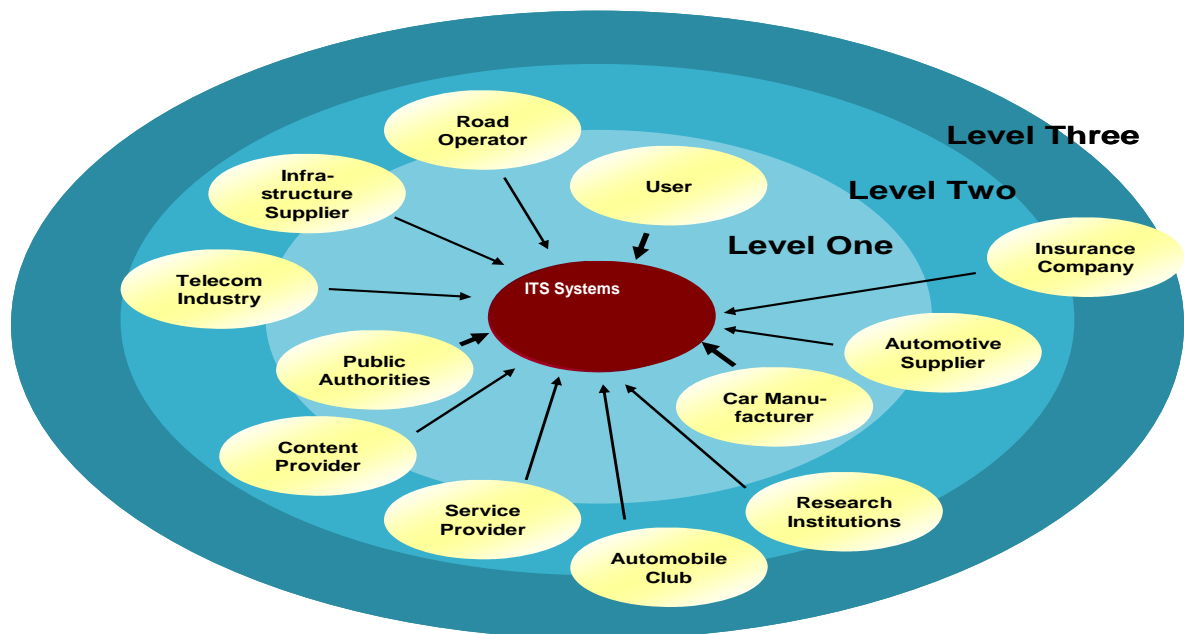 Road
Operator
Level Three
Infra-
structure
Supplier
User
Level Two
Level One
Insurance
Company
Telecom
Industry
ITS Systems
Public
Authorities
Automotive
Supplier
Car Manu-
facturer
Content
Provider
Service
Provider
Research
Institutions
Automobile
Club